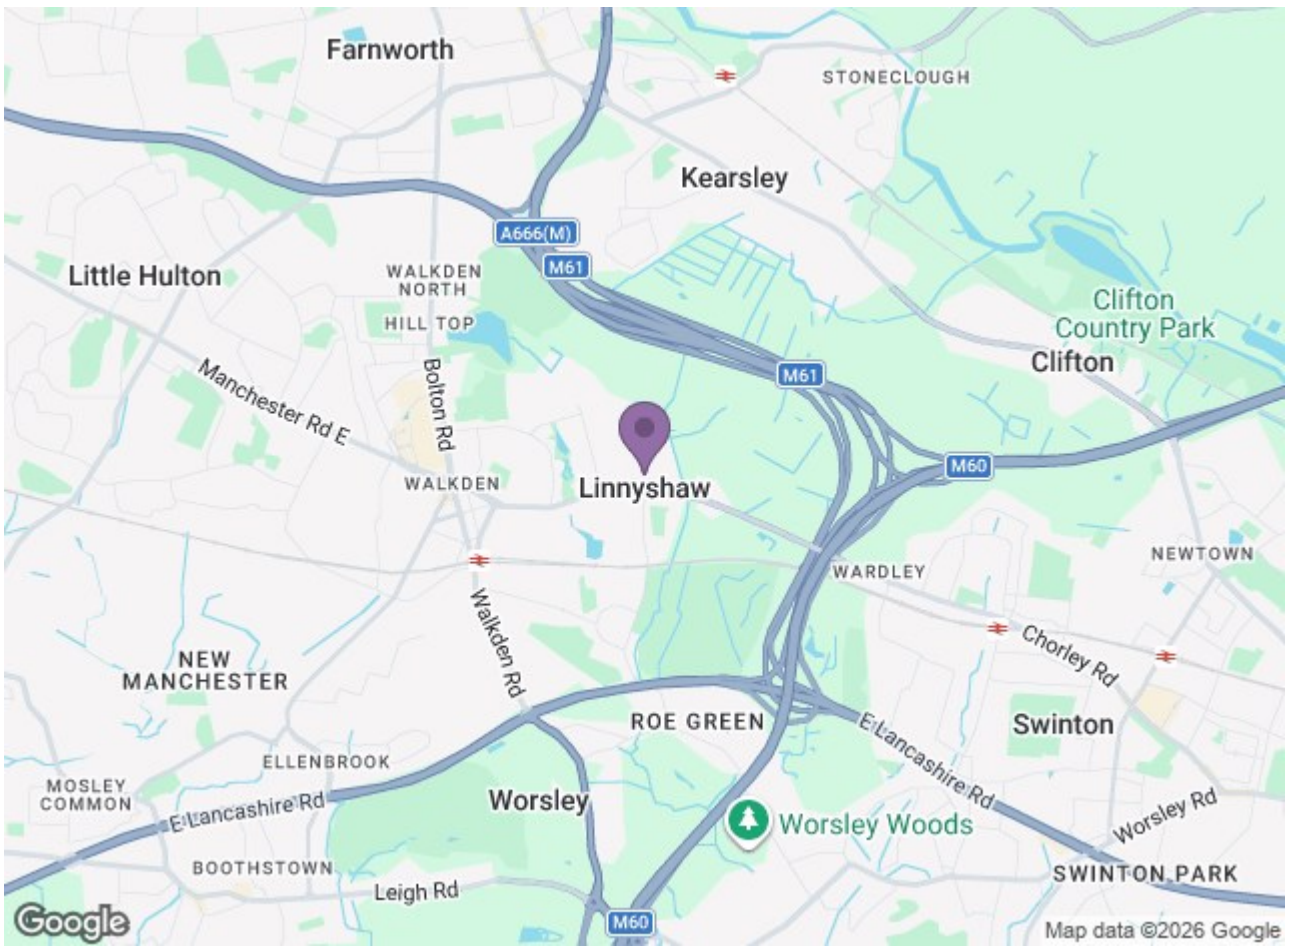 Farnworth
STONECLOUGH
Kearsley
A666(M)
M61
Little Hulton
WALKDEN
NORTH
HILL TOP
Clifton
Country Park
Clifton
M61
Manchester Rd E
Bolton Rd
M60
WALKDEN
Linnyshaw
NEWTOWN
WARDLEY
Walkden Rd
Chorley Rd
NEW
MANCHESTER
ROE GREEN
E Lancashire Rd
Swinton
ELLENBROOK
MOSLEY
COMMON
E Lancashire Rd
Worsley
Worsley Woods
Worsley Rd
BOOTHSTOWN
Leigh Rd
SWINTON PARK
M60
Google
Map data ©2026 Google